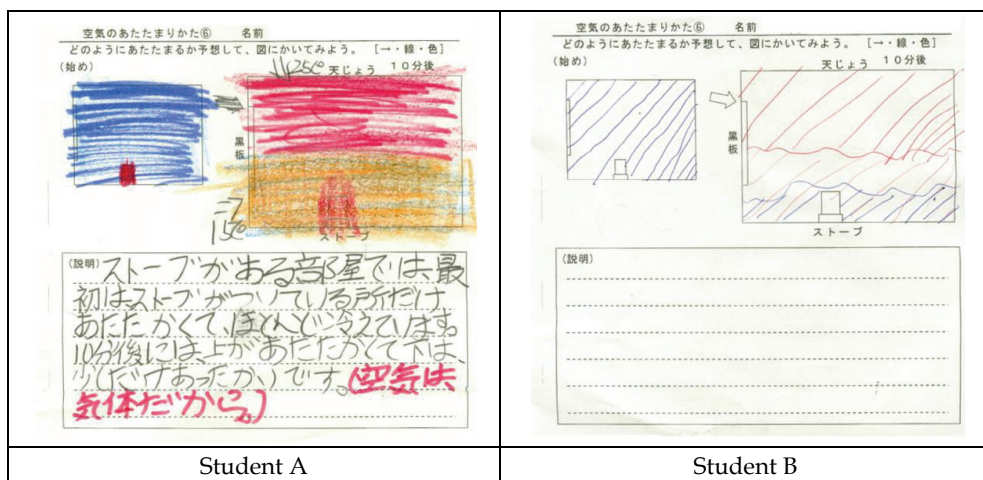 空気のあたたまりかた⑥　名前
どのようにあたたまるか予想して、図にかいてみよう。［→・線・色］
(始め)
25°
天じょう
10分後
黒板
15°
ストーブ
(説明)ストーブがある部屋では、最
初はストーブがついている所だけ
あたたかくて、ほとんど冷えています。
10分後には、上があたたかくて下は、
少しだけあったかいです。(空気は、
気体だから。)
Student A
空気のあたたまりかた⑥　名前
どのようにあたたまるか予想して、図にかいてみよう。［→・線・色］
(始め)
天じょう
10分後
黒板
ストーブ
(説明)
Student B